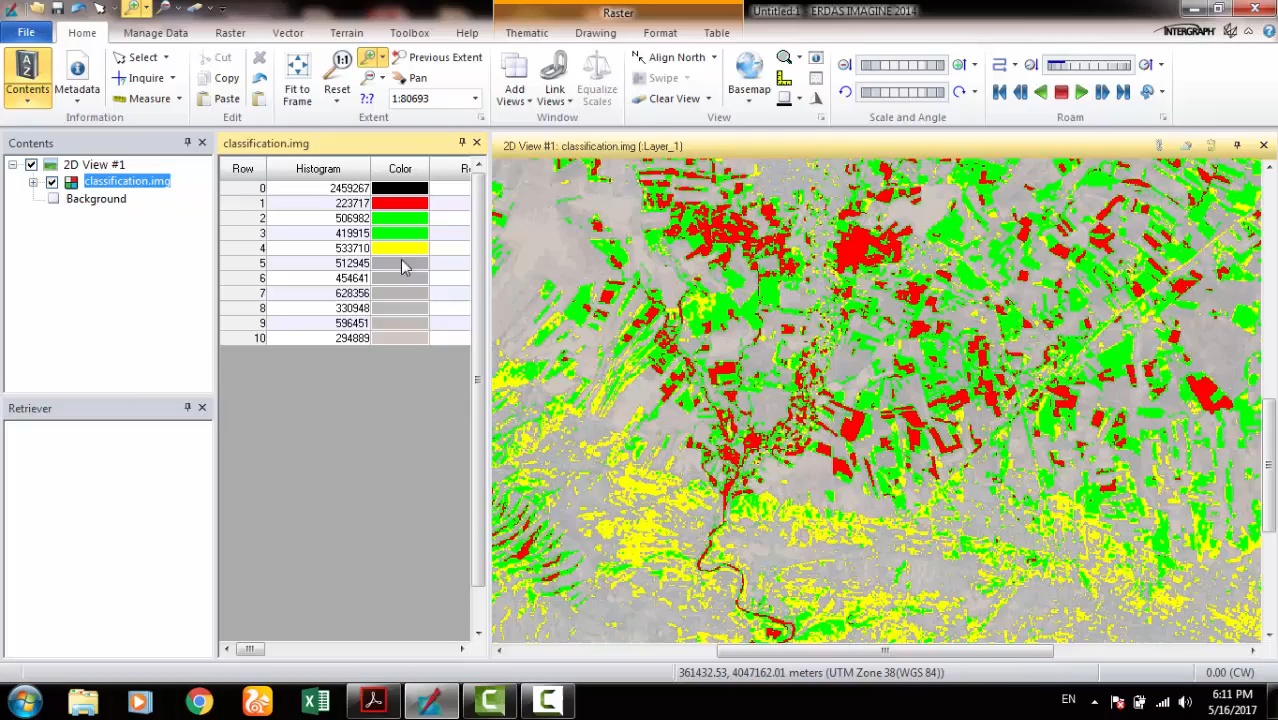 Raster
Untitled:1 - ERDAS IMAGINE 2014
File
Home
Manage Data
Raster
Vector
Terrain
Toolbox
Help
Thematic
Drawing
Format
Table
INTERGRAPH
Contents
Metadata
Select
Inquire
Measure
Information
Cut
Copy
Paste
Edit
Fit to
Frame
1:1
Reset
?:?
Previous Extent
Pan
1:80693
Extent
Add
Views
Link
Views
Equalize
Scales
Window
Align North
Swipe
Clear View
Basemap
View
Scale and Angle
Roam
Contents
2D View #1
classification.img
Background
Retriever
classification.img
Row Histogram Color
0 2459267
1 223717
2 506982
3 419915
4 533710
5 512945
6 454641
7 628356
8 330948
9 596451
10 294889
2D View #1: classification.img (:Layer_1)
361432.53, 4047162.01 meters (UTM Zone 38(WGS 84))
0.00 (CW)
EN
6:11 PM
5/16/2017